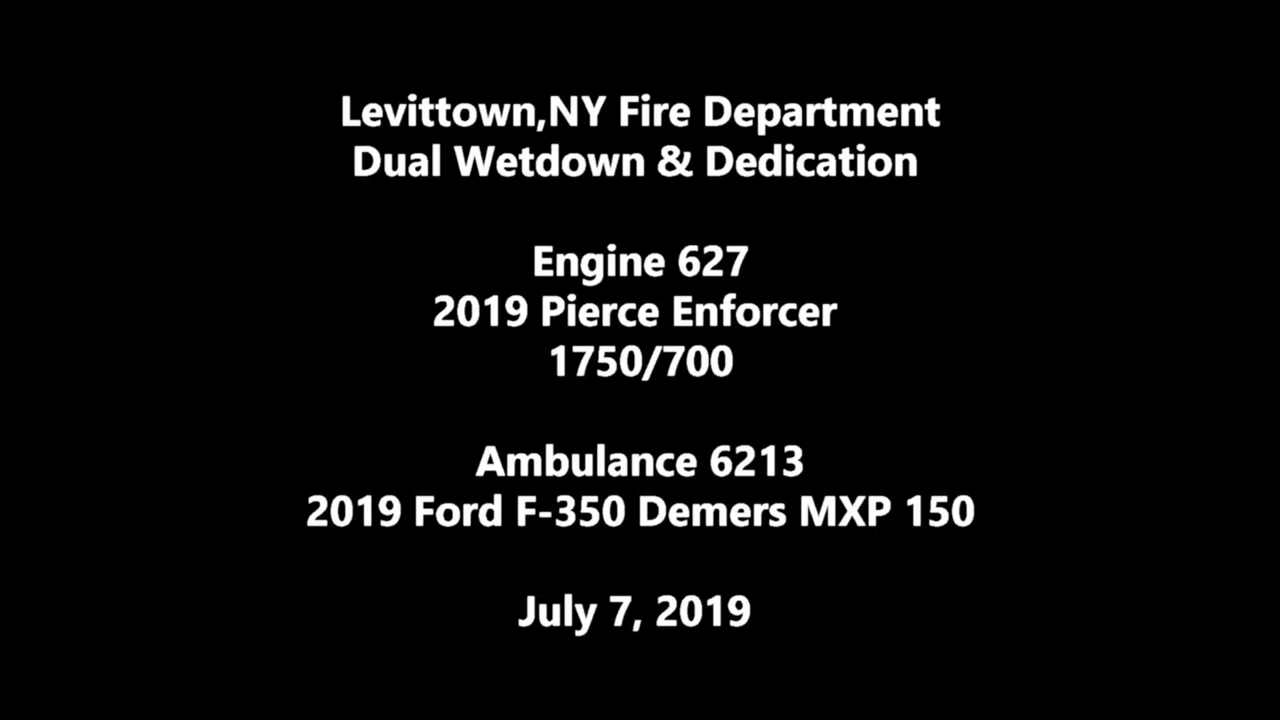 Levittown,NY Fire Department
Dual Wetdown & Dedication
Engine 627
2019 Pierce Enforcer
1750/700
Ambulance 6213
2019 Ford F-350 Demers MXP 150
July 7, 2019